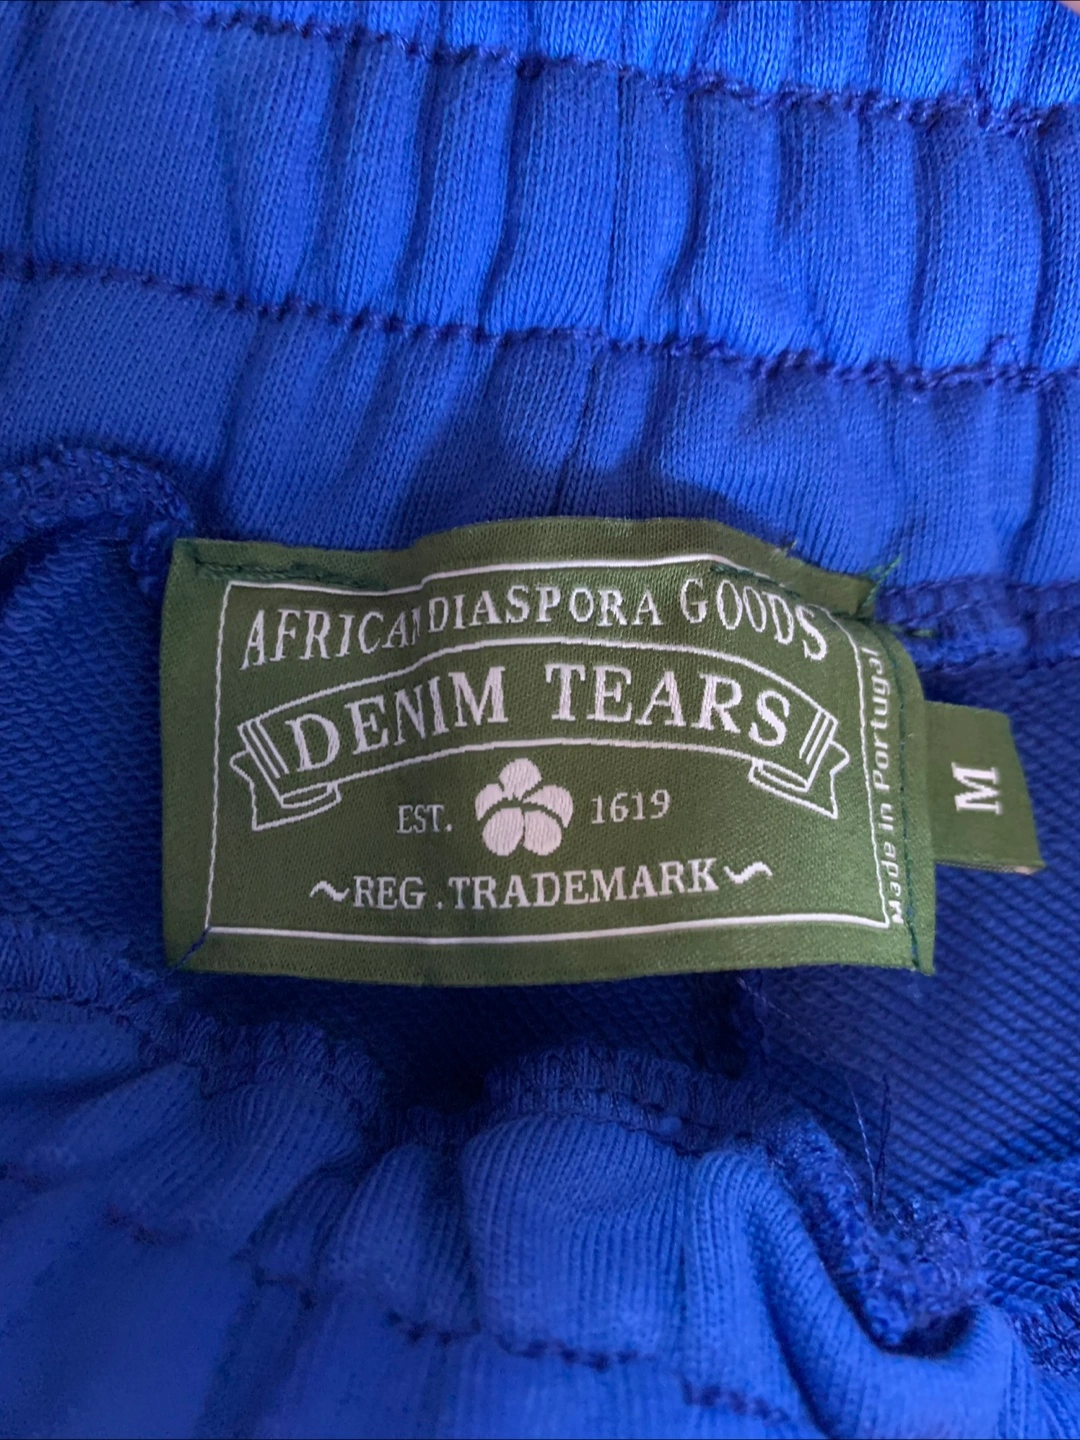 AFRICAN DIASPORA GOODS
DENIM TEARS
EST. 1619
~REG. TRADEMARK~
Made in Portugal
M